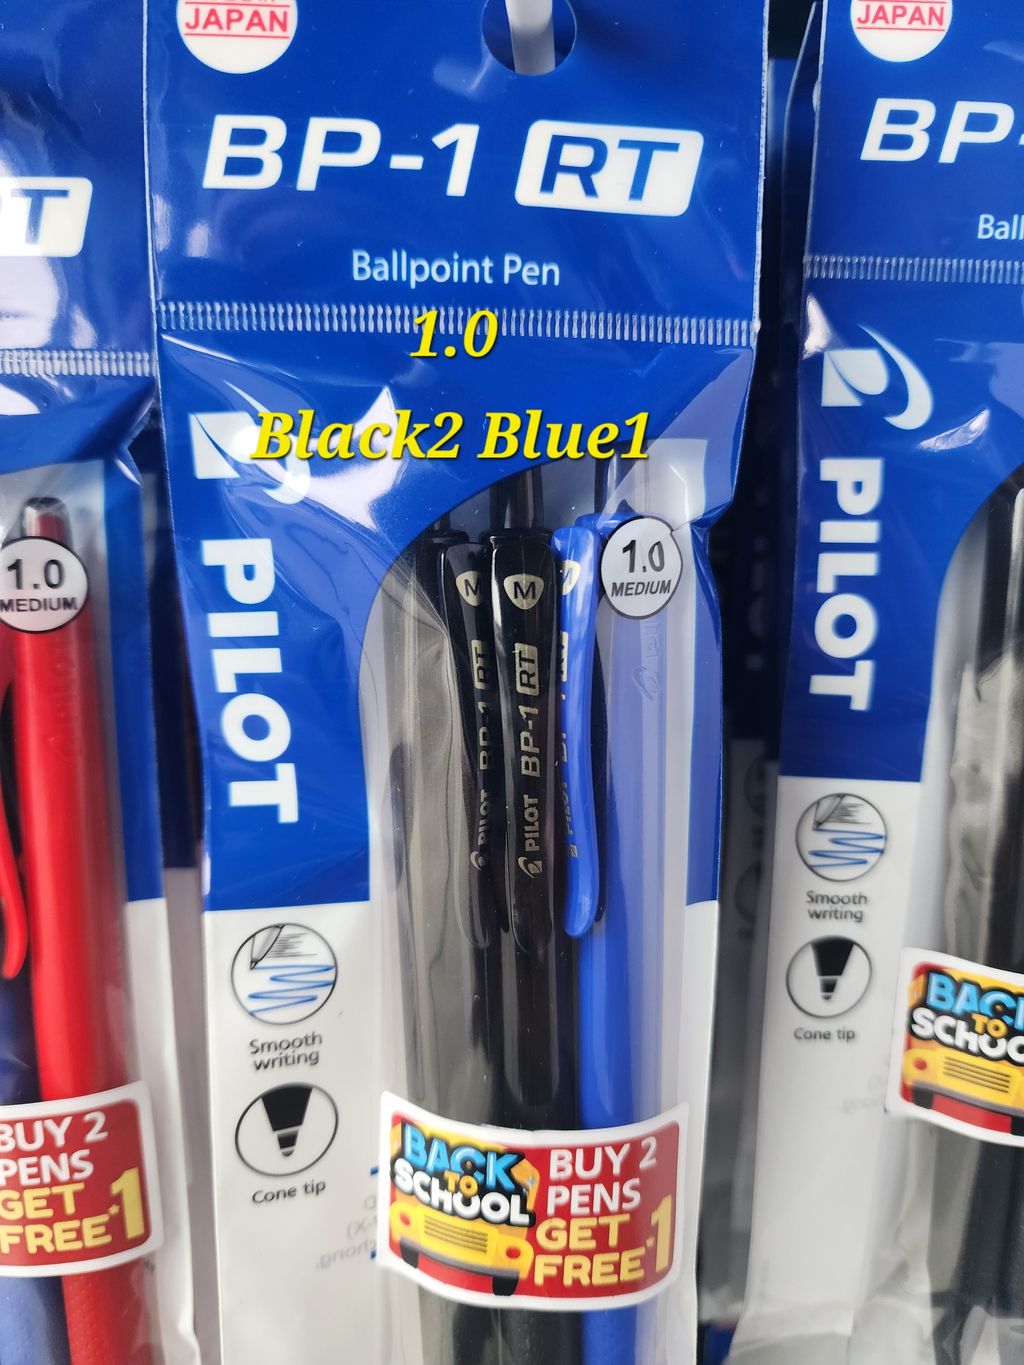 MADE IN
JAPAN
BP-1 RT
Ballpoint Pen
1.0
Black2 Blue1
PILOT
1.0
MEDIUM
M
PILOT BP-1 RT
M
PILOT BP-1 RT
Smooth
writing
Cone tip
BACK
TO
SCHOOL
BUY 2
PENS
GET 1
FREE*
1.0
MEDIUM
BUY 2
PENS
GET 1
FREE*
JAPAN
BP-
Ball
PILOT
Smooth
writing
Cone tip
BACK
TO
SCHOO